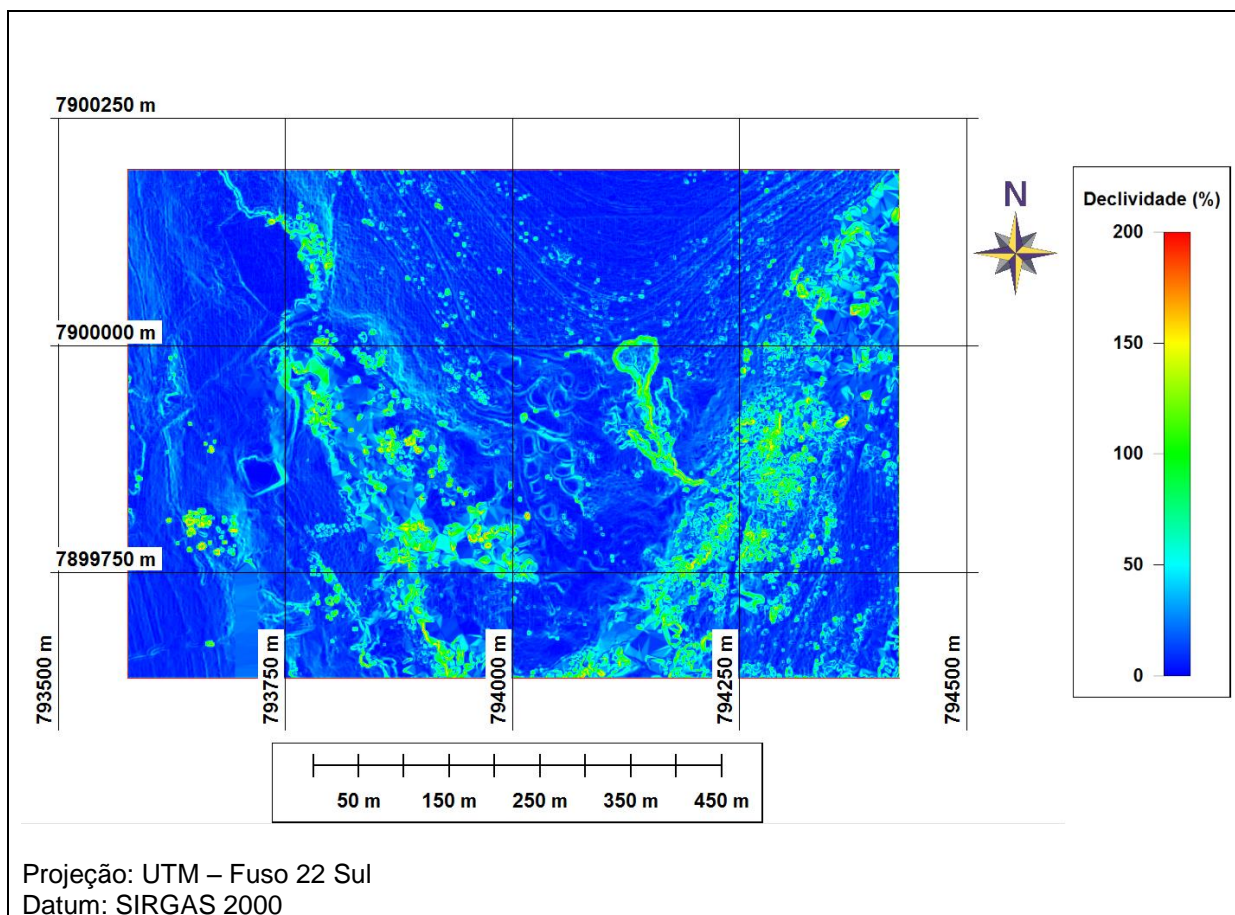 7900250 m
N
Declividade (%)
200
150
100
50
0
7900000 m
7899750 m
793500 m
793750 m
794000 m
794250 m
794500 m
50 m 150 m 250 m 350 m 450 m
Projeção: UTM – Fuso 22 Sul
Datum: SIRGAS 2000